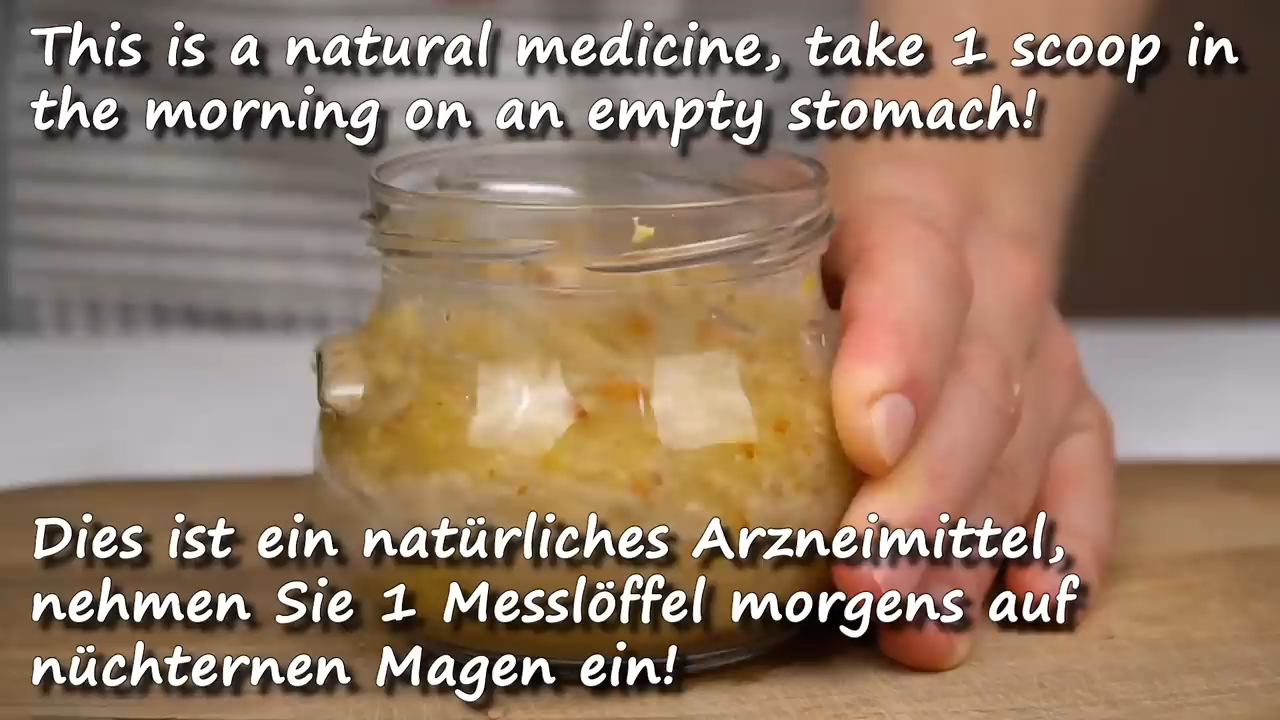 This is a natural medicine, take 1 scoop in
the morning on an empty stomach!
Dies ist ein natürliches Arzneimittel,
nehmen Sie 1 Messlöffel morgens auf
nüchternen Magen ein!